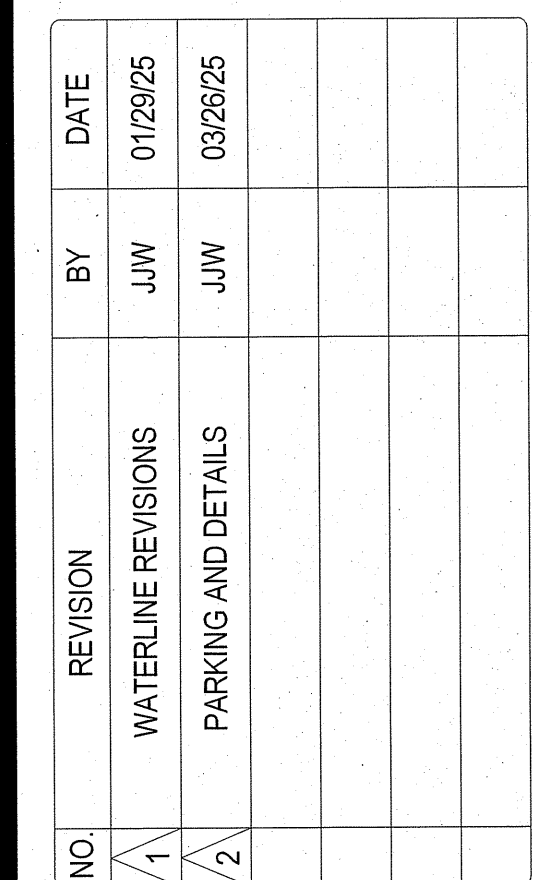 NO. REVISION BY DATE
1 WATERLINE REVISIONS JJW 01/29/25
2 PARKING AND DETAILS JJW 03/26/25